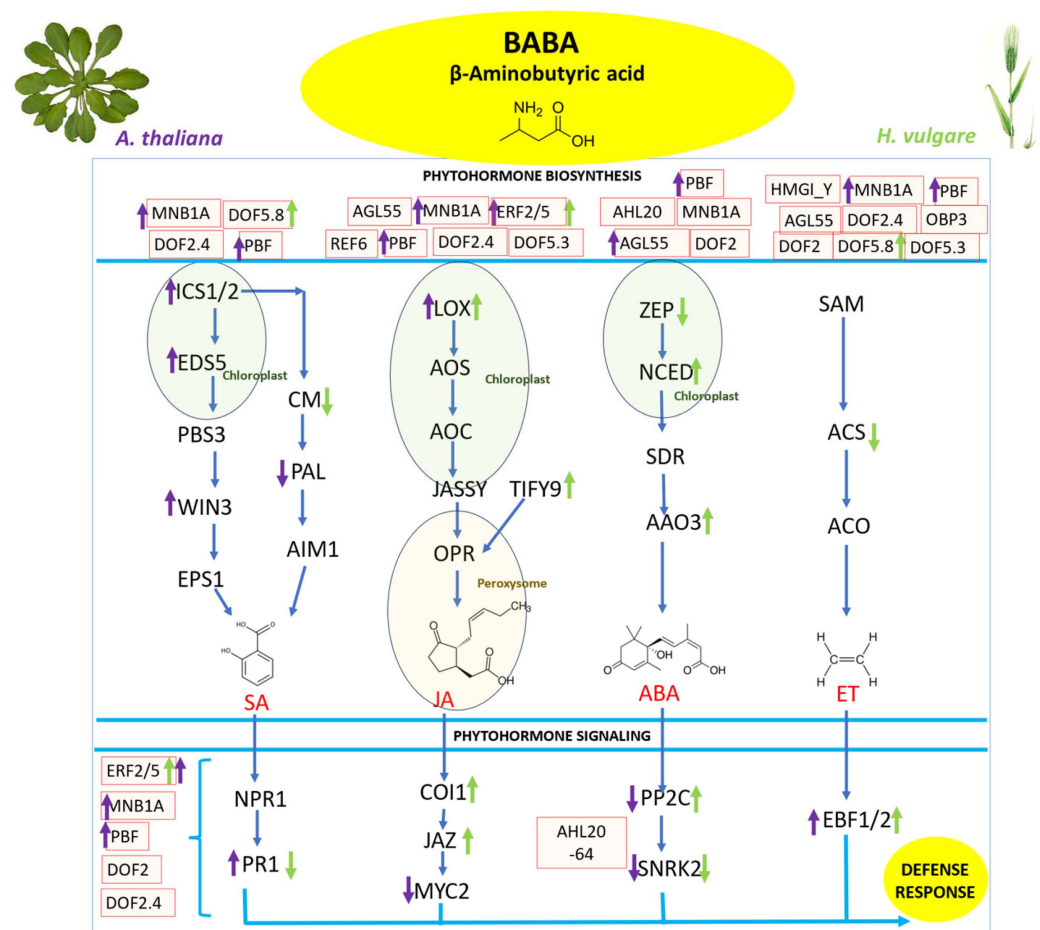 BABA
β-Aminobutyric acid
NH₂
O
OH
A. thaliana
H. vulgare
PHYTOHORMONE BIOSYNTHESIS
MNB1A
DOF5.8
DOF2.4
PBF
AGL55
MNB1A
ERF2/5
REF6
PBF
DOF2.4
DOF5.3
PBF
AHL20
MNB1A
AGL55
DOF2
HMGI_Y
MNB1A
PBF
AGL55
DOF2.4
OBP3
DOF2
DOF5.8
DOF5.3
ICS1/2
EDS5
Chloroplast
PBS3
WIN3
EPS1
CM
PAL
AIM1
HO
O
HO
SA
LOX
AOS
Chloroplast
AOC
JASSY
TIFY9
OPR
Peroxysome
CH₃
O
O
OH
JA
ZEP
NCED
Chloroplast
SDR
AAO3
OH
O
O
OH
ABA
SAM
ACS
ACO
H
H
C
C
H
H
ET
PHYTOHORMONE SIGNALING
ERF2/5
MNB1A
PBF
DOF2
DOF2.4
NPR1
PR1
COI1
JAZ
MYC2
AHL20
-64
PP2C
SNRK2
EBF1/2
DEFENSE
RESPONSE